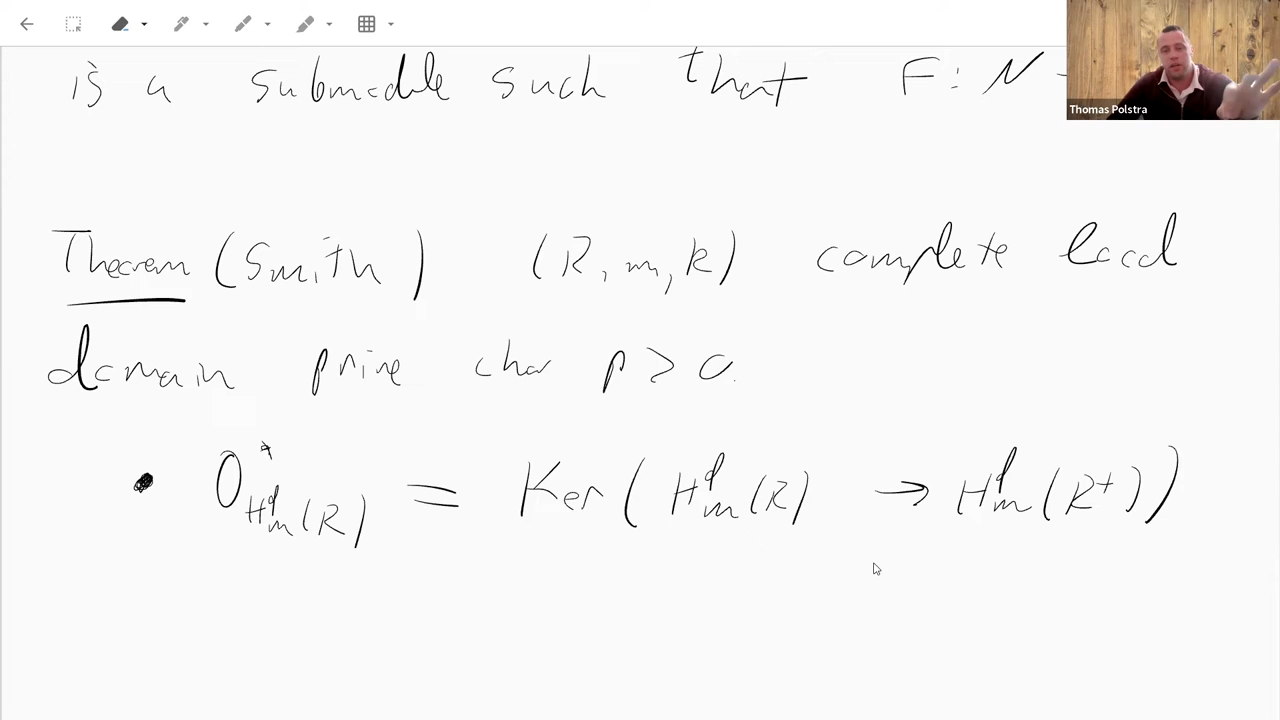 is a submodule such that F: N -
Thomas Polstra
Theorem (Smith) (R, m, k) complete local
domain prime char p > 0.
• 0^*_{H^d_m(R)} = Ker(H^d_m(R) → H^d_m(R^+))